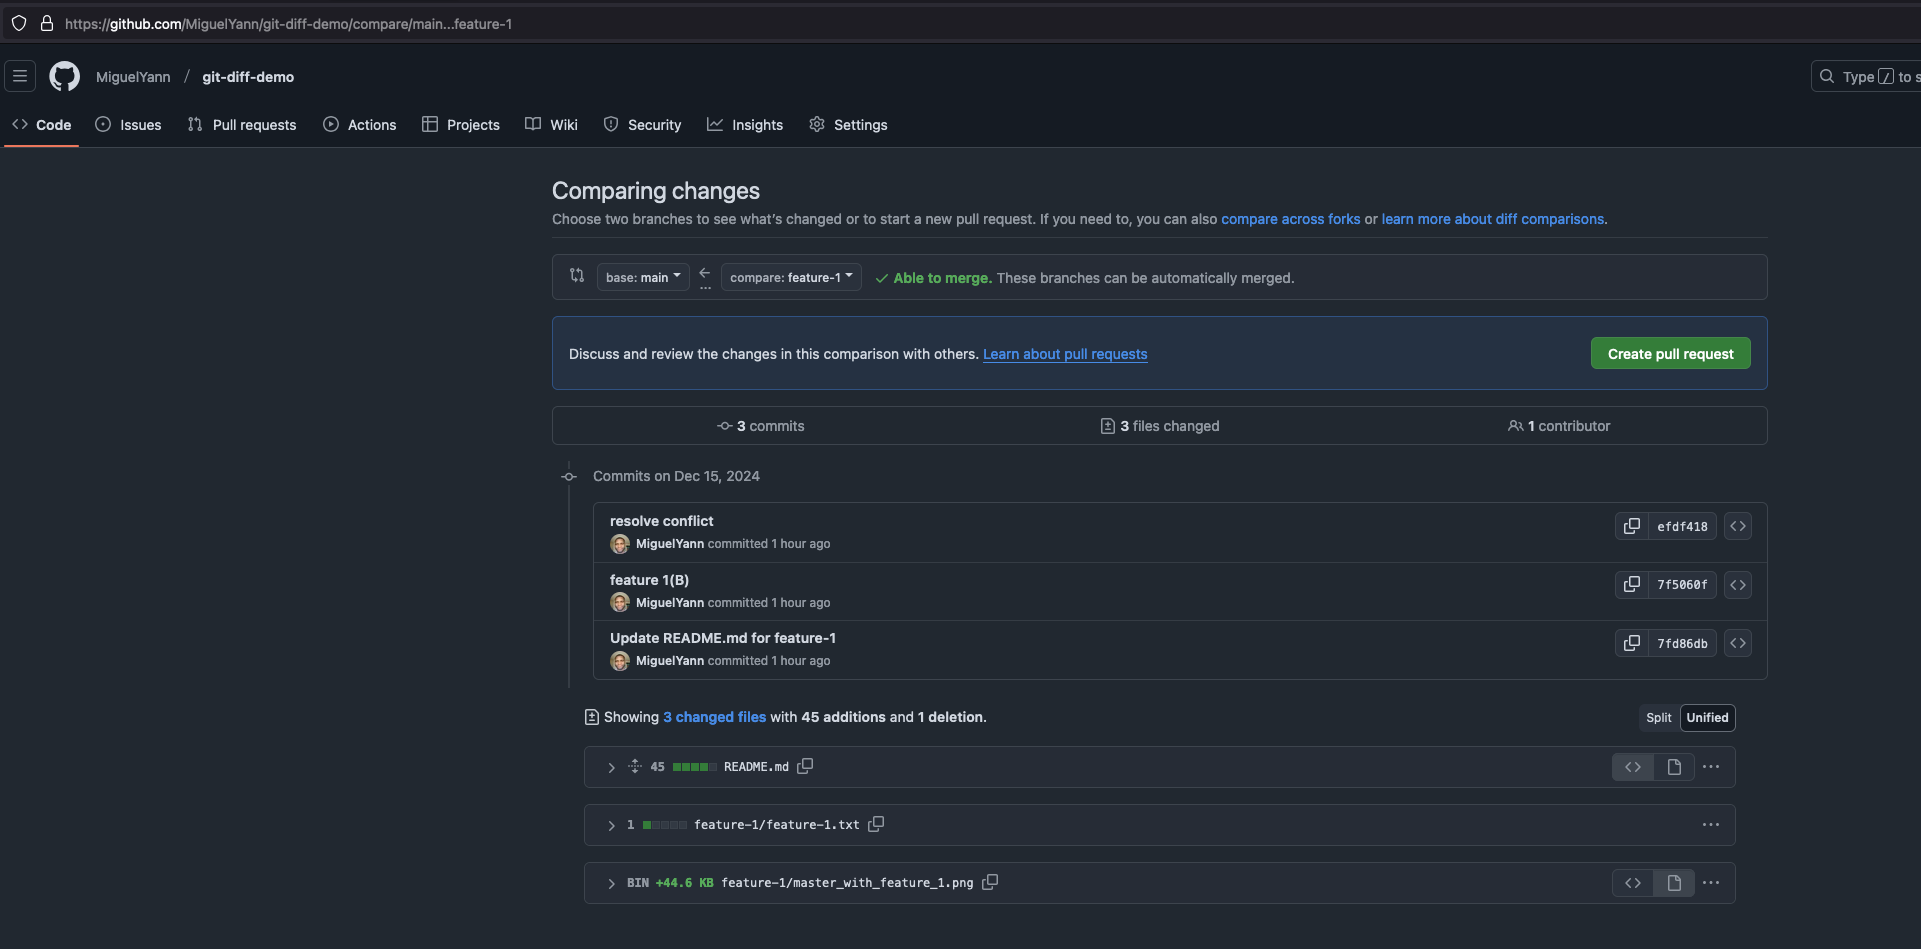 https://github.com/MiguelYann/git-diff-demo/compare/main...feature-1
MiguelYann / git-diff-demo
Type / to s
Code Issues Pull requests Actions Projects Wiki Security Insights Settings
Comparing changes
Choose two branches to see what's changed or to start a new pull request. If you need to, you can also compare across forks or learn more about diff comparisons.
base: main ... compare: feature-1 Able to merge. These branches can be automatically merged.
Discuss and review the changes in this comparison with others. Learn about pull requests
Create pull request
3 commits 3 files changed 1 contributor
Commits on Dec 15, 2024
resolve conflict
MiguelYann committed 1 hour ago
efdf418
feature 1(B)
MiguelYann committed 1 hour ago
7f5060f
Update README.md for feature-1
MiguelYann committed 1 hour ago
7fd86db
Showing 3 changed files with 45 additions and 1 deletion.
Split Unified
45 README.md
1 feature-1/feature-1.txt
BIN +44.6 KB feature-1/master_with_feature_1.png